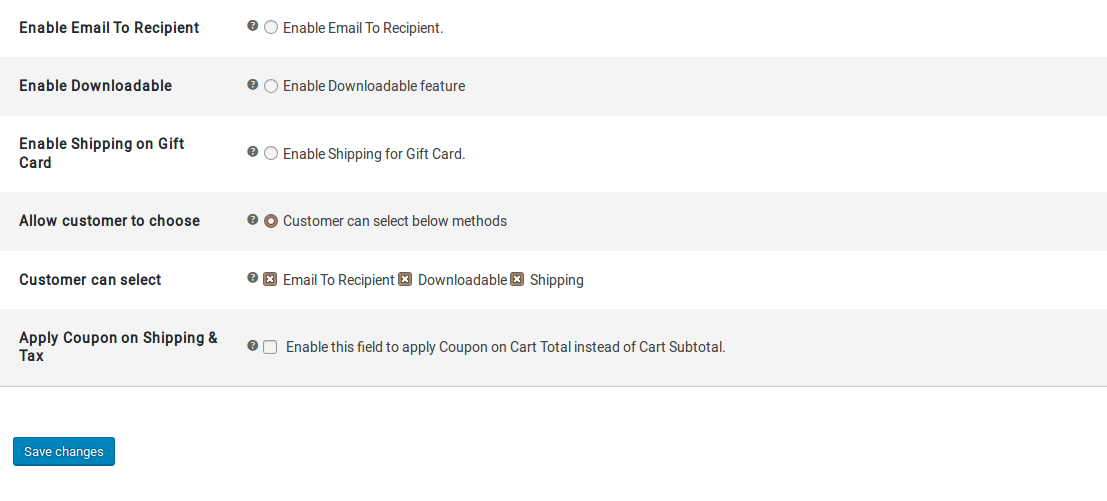 Enable Email To Recipient
Enable Email To Recipient.
Enable Downloadable
Enable Downloadable feature
Enable Shipping on Gift
Card
Enable Shipping for Gift Card.
Allow customer to choose
Customer can select below methods
Customer can select
Email To Recipient Downloadable Shipping
Apply Coupon on Shipping &
Tax
Enable this field to apply Coupon on Cart Total instead of Cart Subtotal.
Save changes